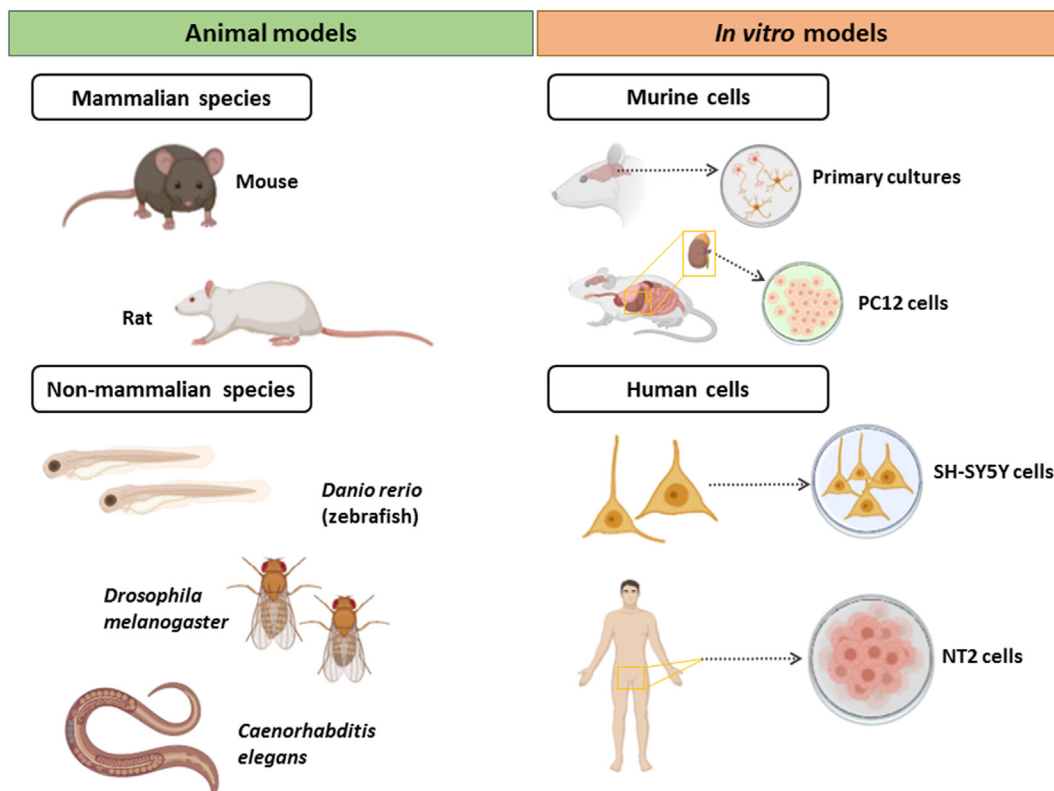 Animal models
Mammalian species
Mouse
Rat
Non-mammalian species
Danio rerio
(zebrafish)
Drosophila
melanogaster
Caenorhabditis
elegans
In vitro models
Murine cells
Primary cultures
PC12 cells
Human cells
SH-SY5Y cells
NT2 cells